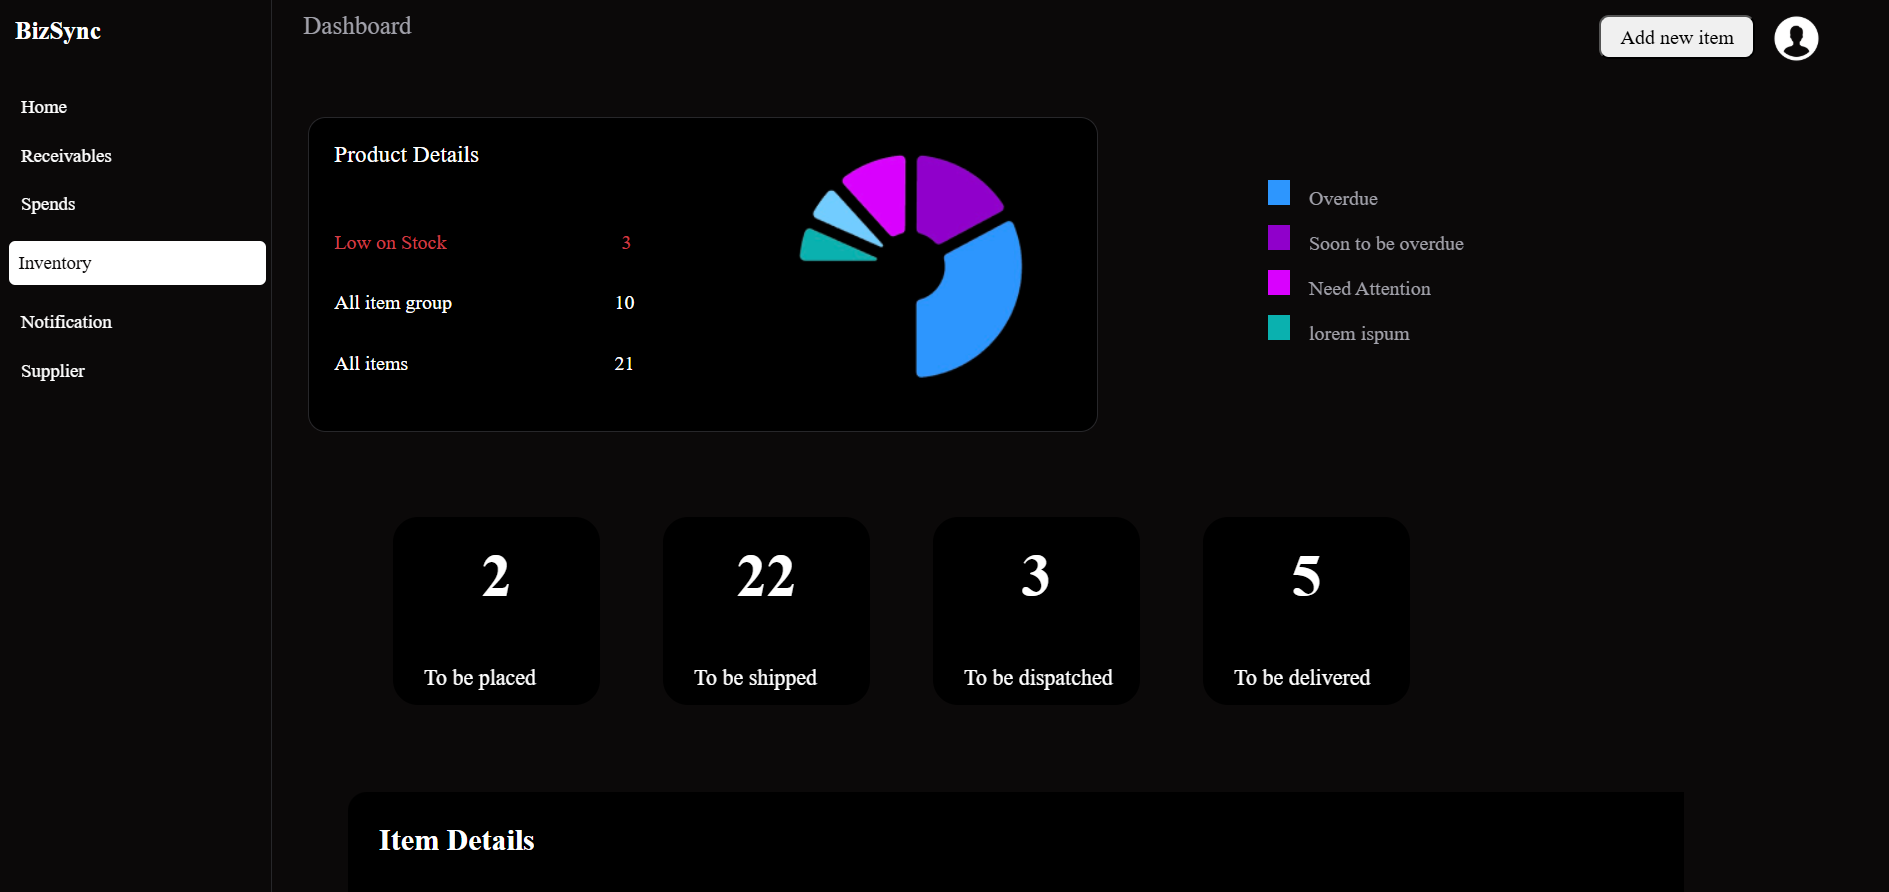 BizSync
Home
Receivables
Spends
Inventory
Notification
Supplier
Dashboard
Add new item
Product Details
Low on Stock 3
All item group 10
All items 21
Overdue
Soon to be overdue
Need Attention
lorem ispum
2
To be placed
22
To be shipped
3
To be dispatched
5
To be delivered
Item Details